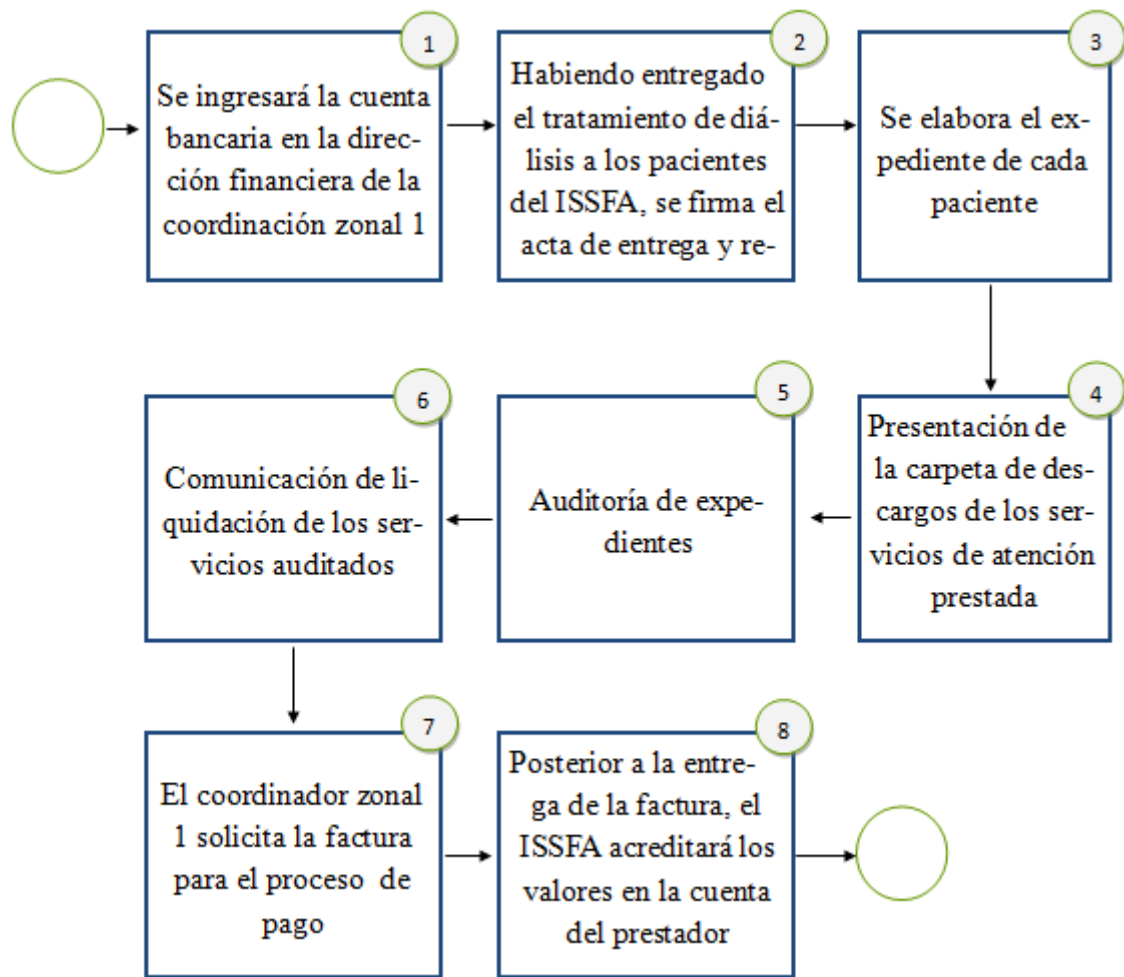 1
Se ingresará la cuenta
bancaria en la direc-
ción financiera de la
coordinación zonal 1
2
Habiendo entregado
el tratamiento de diá-
lisis a los pacientes
del ISSFA, se firma el
acta de entrega y re-
3
Se elabora el ex-
pediente de cada
paciente
4
Presentación de
la carpeta de des-
cargos de los ser-
vicios de atención
prestada
5
Auditoría de expe-
dientes
6
Comunicación de li-
quidación de los ser-
vicios auditados
7
El coordinador zonal
1 solicita la factura
para el proceso de
pago
8
Posterior a la entre-
ga de la factura, el
ISSFA acreditará los
valores en la cuenta
del prestador